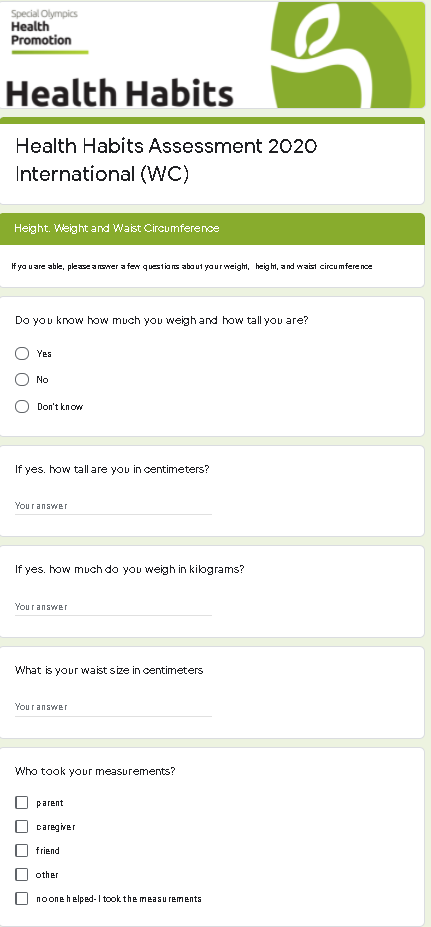 Special Olympics
Health
Promotion
Health Habits
Health Habits Assessment 2020
International (WC)
Height. Weight and Waist Circumference
If you are able, please answer a few questions about your weight, height, and waist circumference
Do you know how much you weigh and how tall you are?
Yes
No
Don't know
If yes. how tall are you in centimeters?
Your answer
If yes. how much do you weigh in kilograms?
Your answer
What is your waist size in centimeters
Your answer
Who took your measurements?
parent
caregiver
friend
other
no one helped- I took the measurements